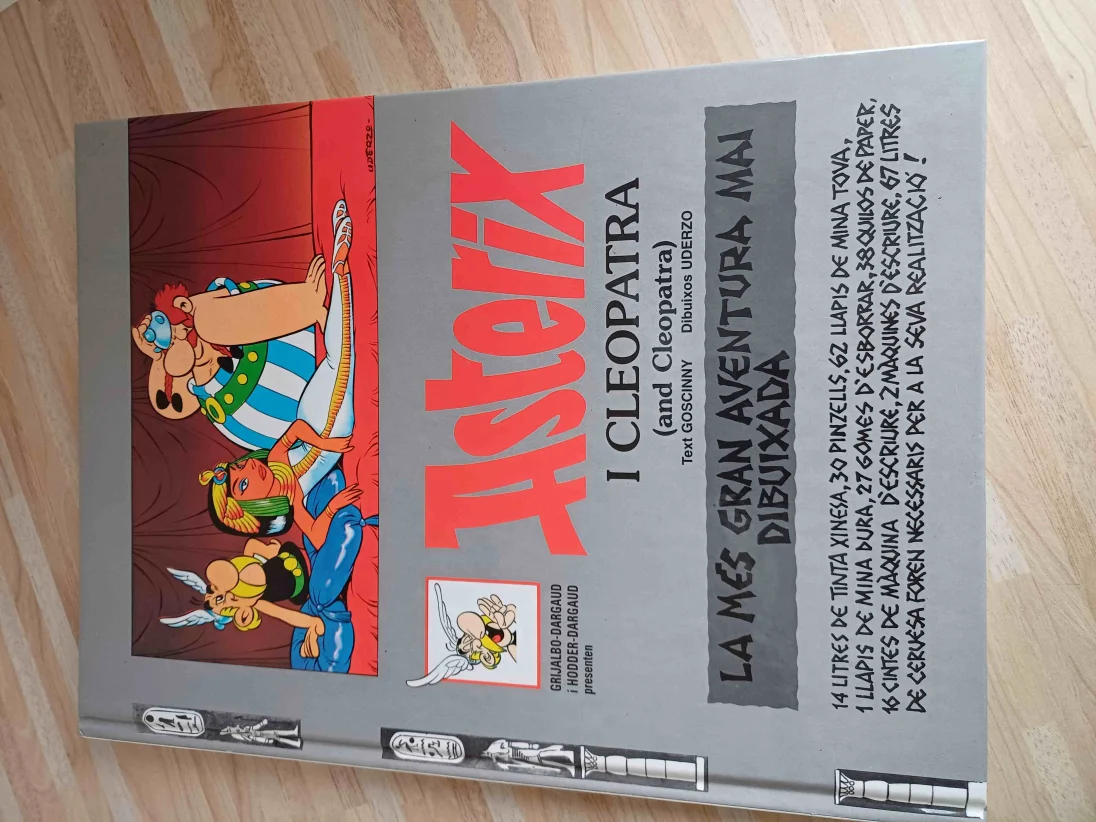 UDERZO-
GRIJALBO-DARGAUD
i HODDER-DARGAUD
presenten
Asterix
I CLEOPATRA
(and Cleopatra)
Text GOSCINNY Dibuixos UDERZO
LA MÉS GRAN AVENTURA MAI
DIBUIXADA
14 LITRES DE TINTA XINESA, 30 PINZELLS, 62 LLAPIS DE MINA TOVA,
1 LLAPIS DE MINA DURA, 27 GOMES D'ESBORRAR, 38 QUILOS DE PAPER,
16 CINTES DE MÀQUINA D'ESCRIURE, 2 MÀQUINES D'ESCRIURE, 67 LITRES
DE CERVESA FOREN NECESSARIS PER A LA SEVA REALITZACIÓ!